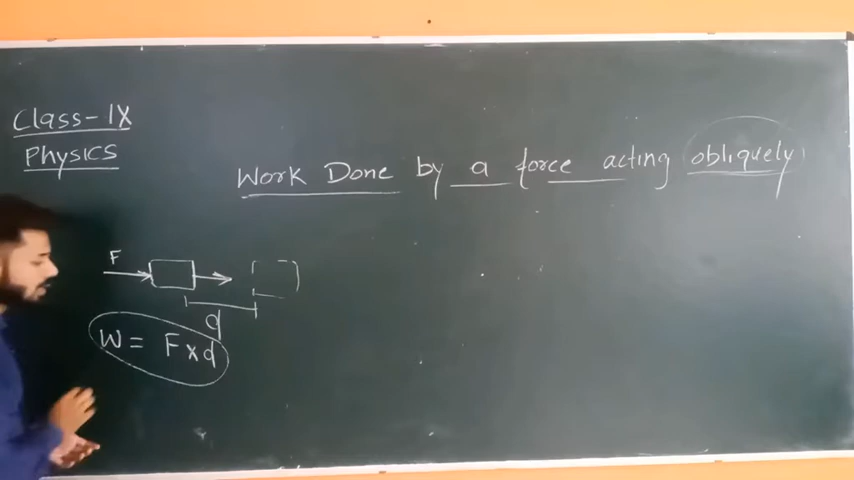 Class-IX
Physics
Work Done by a force acting obliquely
F
d
W = F x d